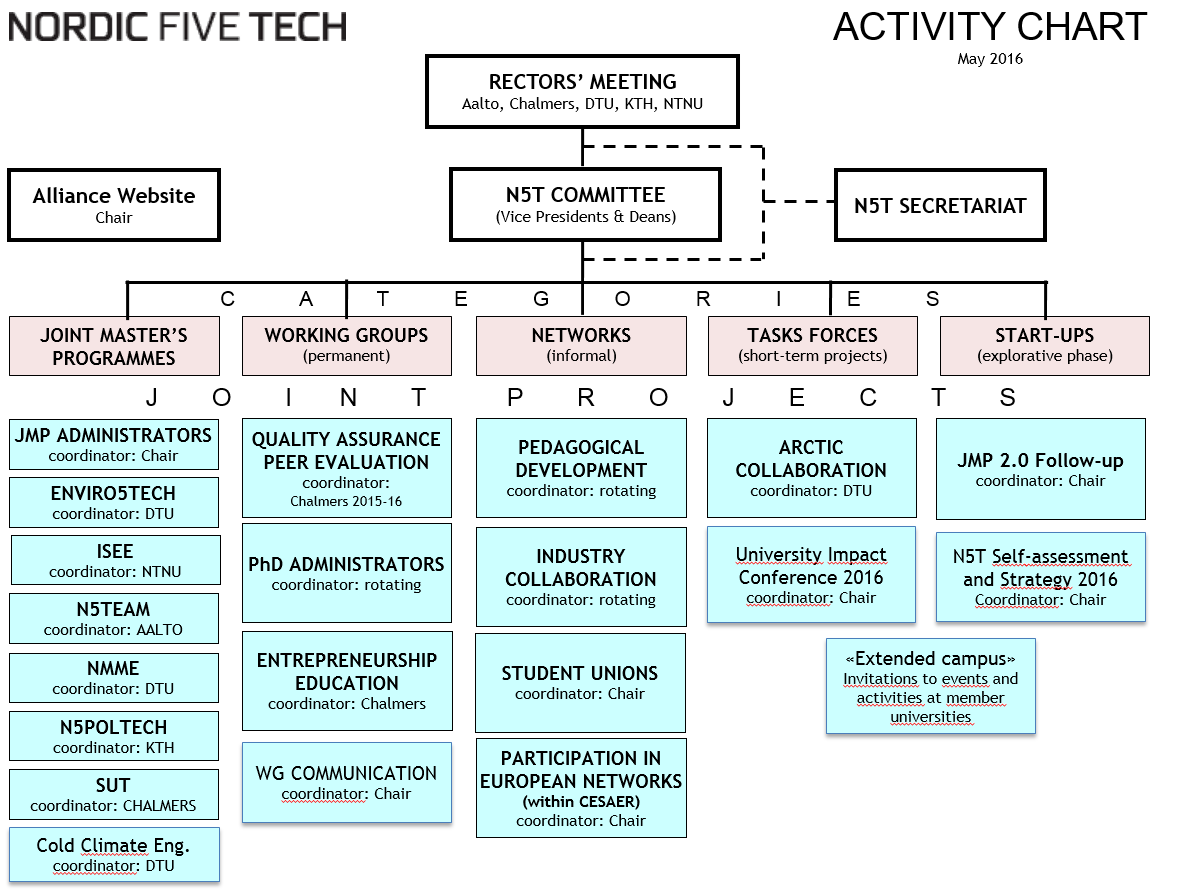 NORDIC FIVE TECH
ACTIVITY CHART
May 2016
RECTORS' MEETING
Aalto, Chalmers, DTU, KTH, NTNU
Alliance Website
Chair
N5T COMMITTEE
(Vice Presidents & Deans)
N5T SECRETARIAT
C A T E G O R I E S
JOINT MASTER'S
PROGRAMMES
WORKING GROUPS
(permanent)
NETWORKS
(informal)
TASKS FORCES
(short-term projects)
START-UPS
(explorative phase)
J O I N T P R O J E C T S
JMP ADMINISTRATORS
coordinator: Chair
ENVIRO5TECH
coordinator: DTU
ISEE
coordinator: NTNU
N5TEAM
coordinator: AALTO
NMME
coordinator: DTU
N5POLTECH
coordinator: KTH
SUT
coordinator: CHALMERS
Cold Climate Eng.
coordinator: DTU
QUALITY ASSURANCE
PEER EVALUATION
coordinator:
Chalmers 2015-16
PhD ADMINISTRATORS
coordinator: rotating
ENTREPRENEURSHIP
EDUCATION
coordinator: Chalmers
WG COMMUNICATION
coordinator: Chair
PEDAGOGICAL
DEVELOPMENT
coordinator: rotating
INDUSTRY
COLLABORATION
coordinator: rotating
STUDENT UNIONS
coordinator: Chair
PARTICIPATION IN
EUROPEAN NETWORKS
(within CESAER)
coordinator: Chair
ARCTIC
COLLABORATION
coordinator: DTU
University Impact
Conference 2016
coordinator: Chair
JMP 2.0 Follow-up
coordinator: Chair
N5T Self-assessment
and Strategy 2016
Coordinator: Chair
«Extended campus»
Invitations to events and
activities at member
universities